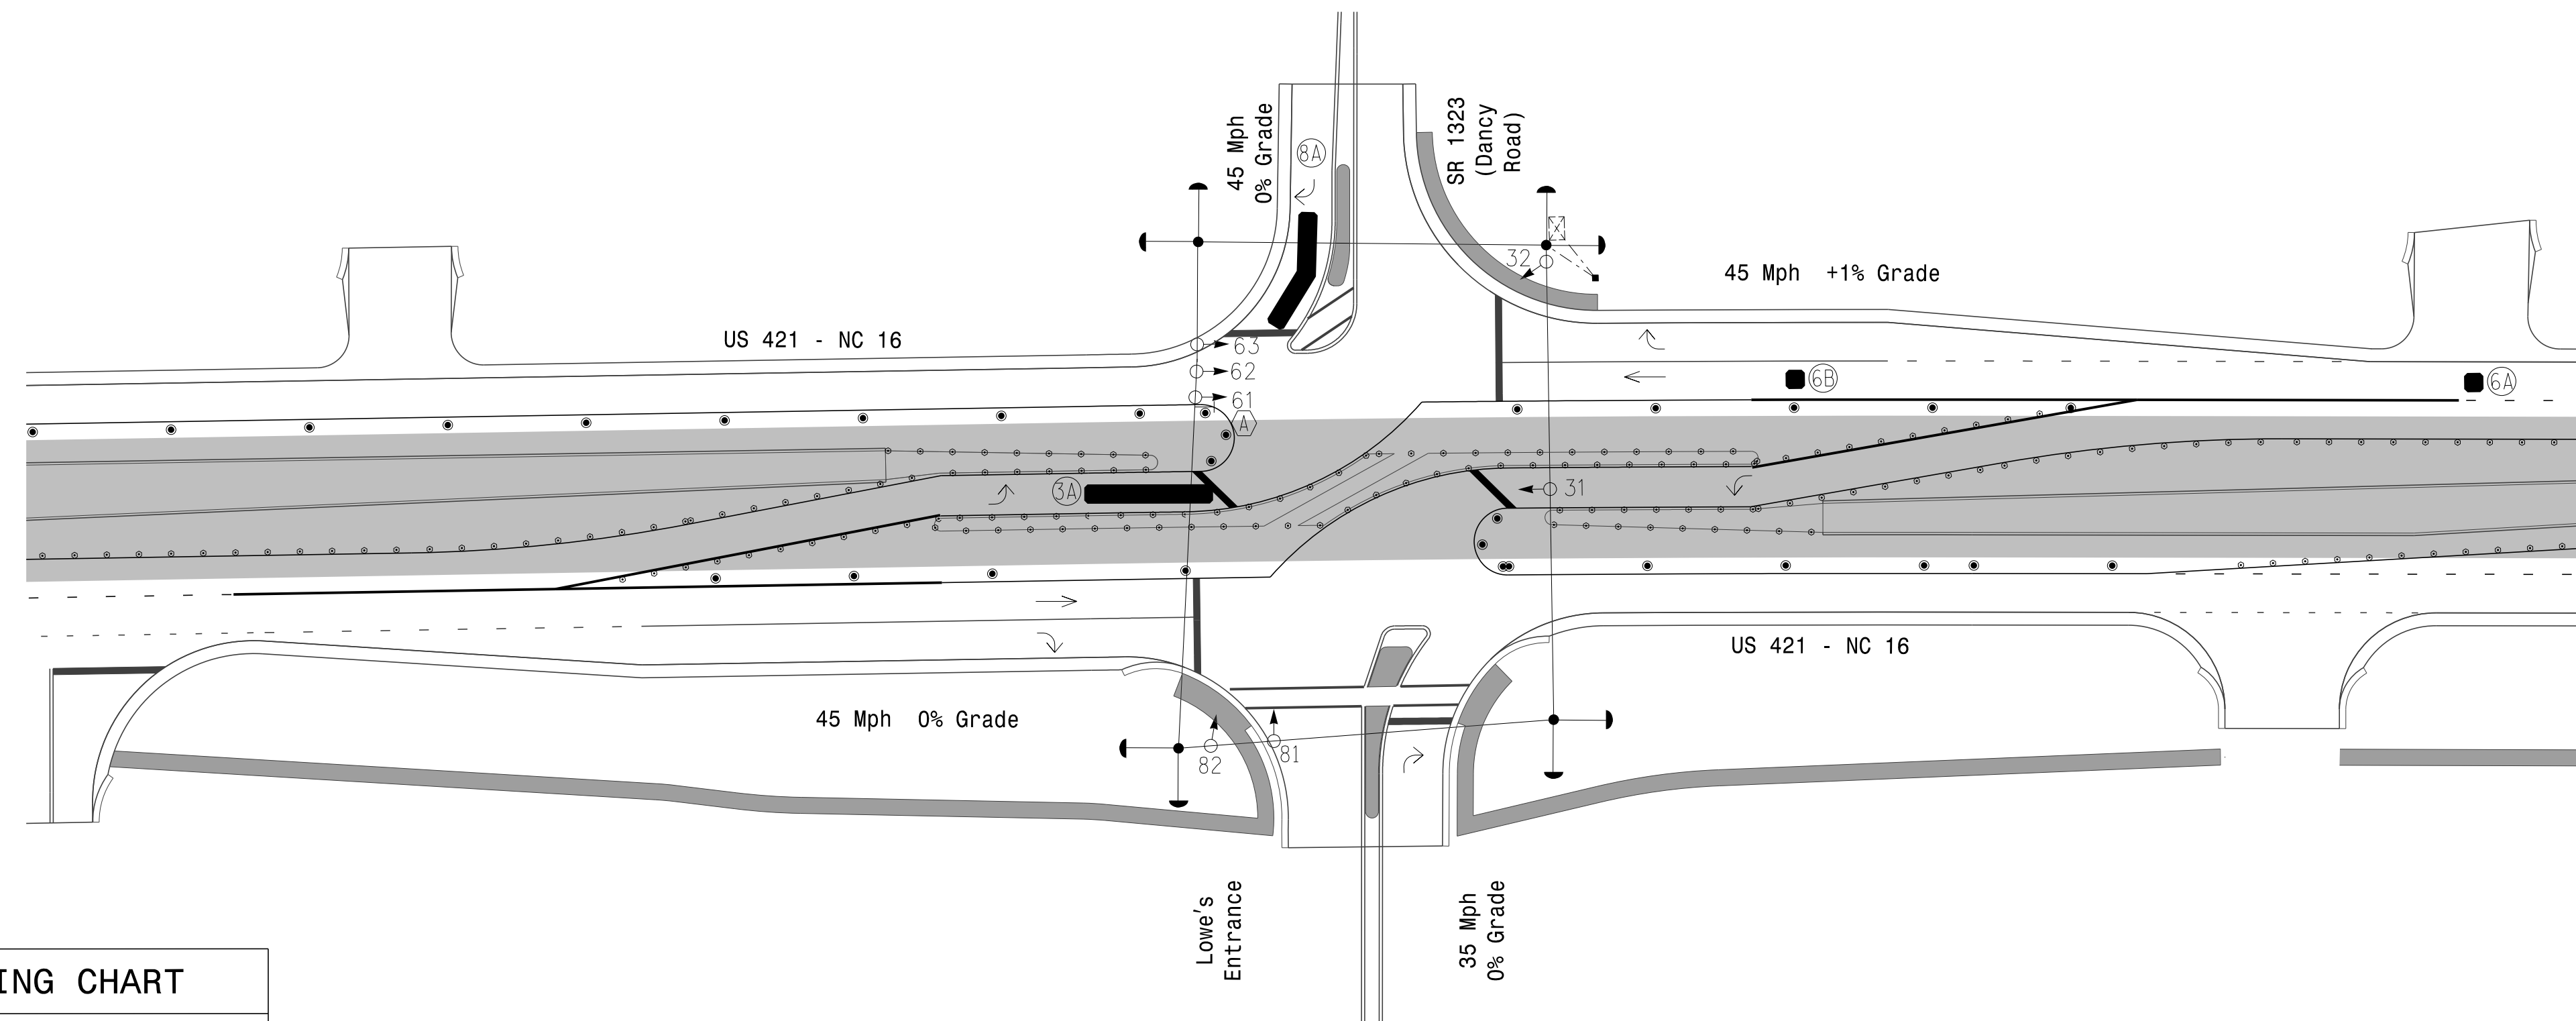 45 Mph
0% Grade
8A
SR 1323
(Dancy
Road)
32
45 Mph +1% Grade
US 421 - NC 16
63
62
61
A
6B
6A
3A
31
US 421 - NC 16
45 Mph 0% Grade
82
81
Lowe's
Entrance
35 Mph
0% Grade
ING CHART